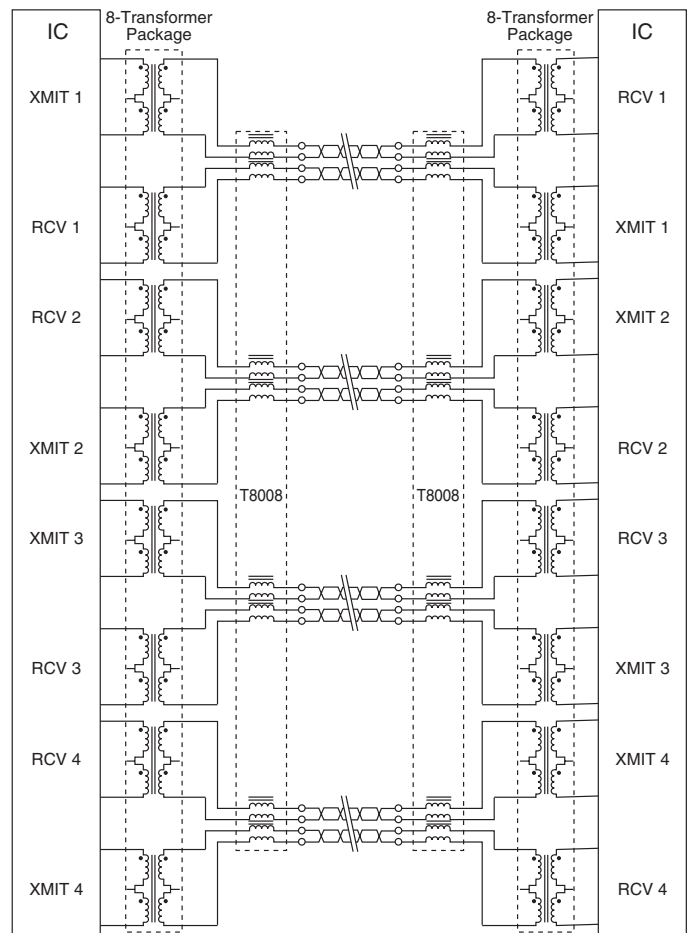 8-Transformer
Package
8-Transformer
Package
IC
IC
XMIT 1
RCV 1
RCV 1
XMIT 1
RCV 2
XMIT 2
XMIT 2
RCV 2
T8008
T8008
XMIT 3
RCV 3
RCV 3
XMIT 3
RCV 4
XMIT 4
XMIT 4
RCV 4